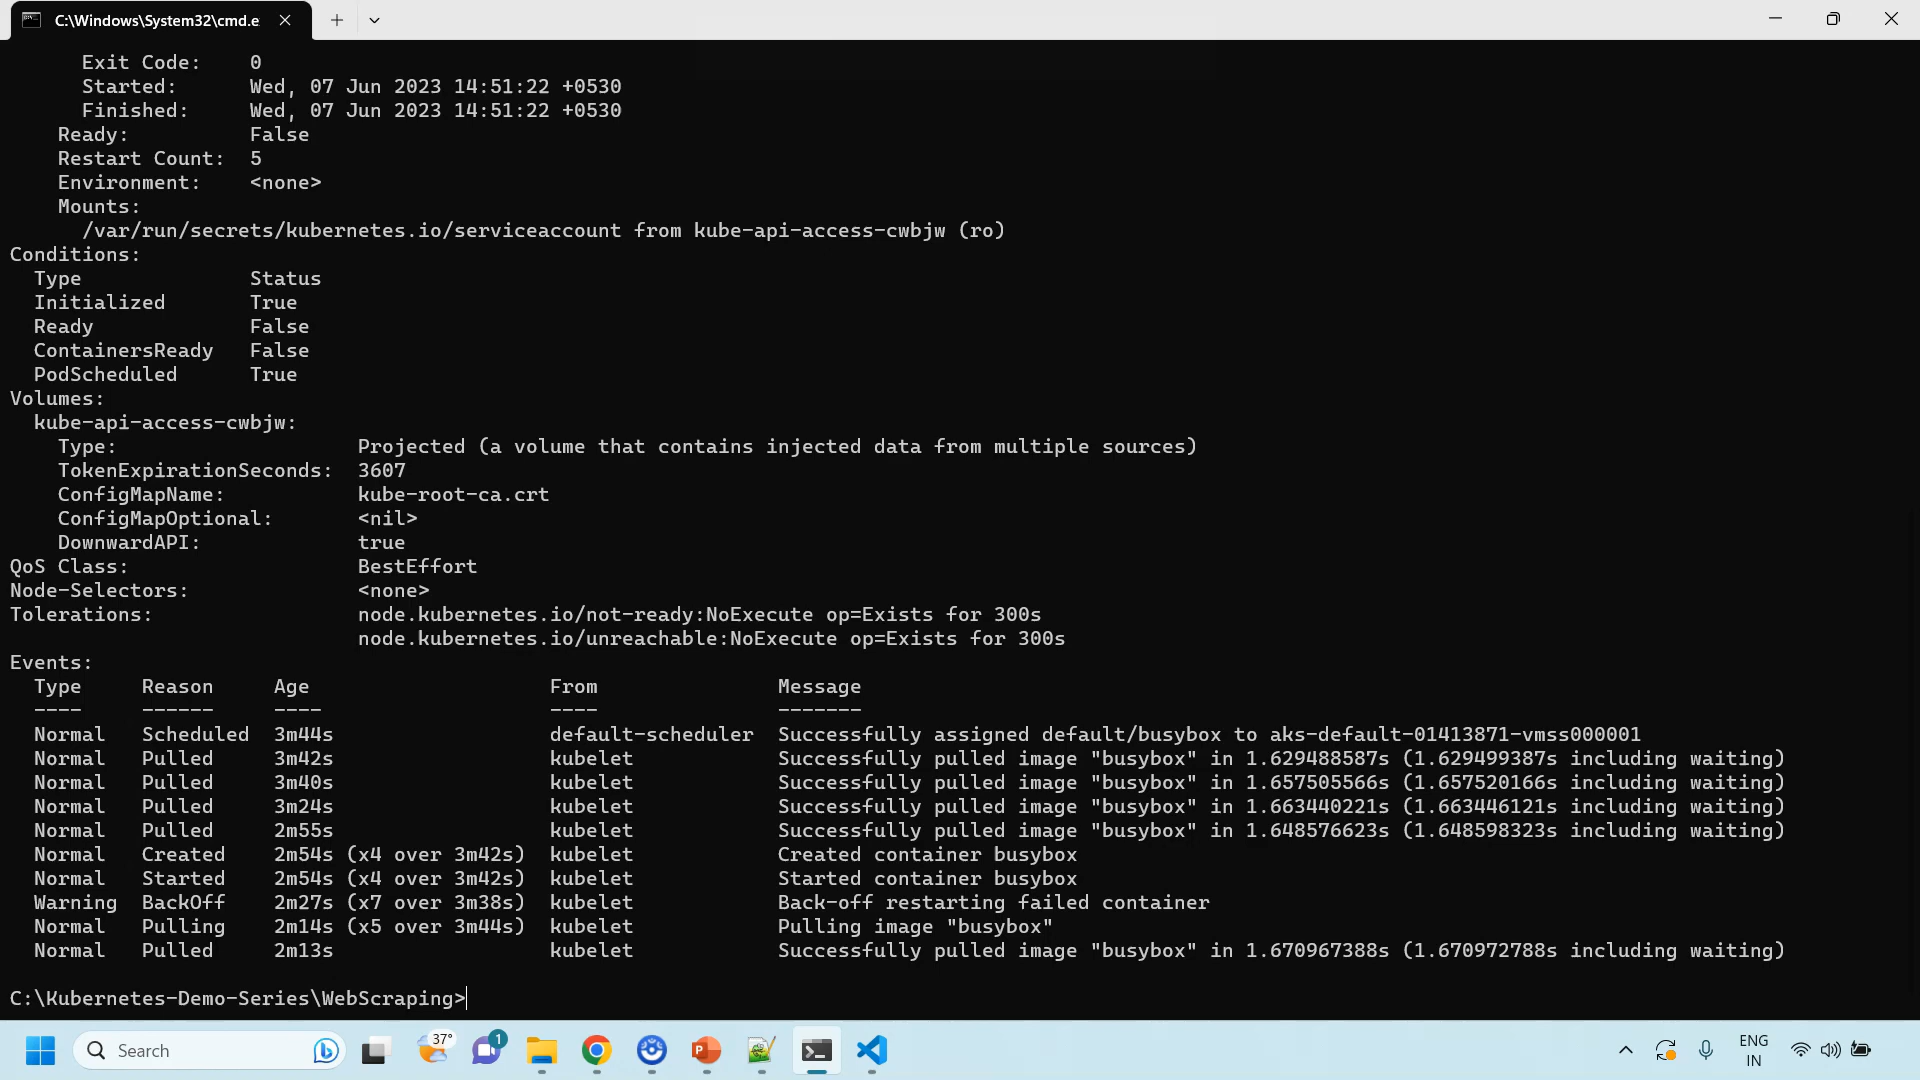 C:\Windows\System32\cmd.e
Exit Code:    0
Started:      Wed, 07 Jun 2023 14:51:22 +0530
Finished:     Wed, 07 Jun 2023 14:51:22 +0530
Ready:          False
Restart Count:  5
Environment:    <none>
Mounts:
/var/run/secrets/kubernetes.io/serviceaccount from kube-api-access-cwbjw (ro)
Conditions:
Type              Status
Initialized       True
Ready             False
ContainersReady   False
PodScheduled      True
Volumes:
kube-api-access-cwbjw:
Type:                    Projected (a volume that contains injected data from multiple sources)
TokenExpirationSeconds:  3607
ConfigMapName:           kube-root-ca.crt
ConfigMapOptional:       <nil>
DownwardAPI:             true
QoS Class:                   BestEffort
Node-Selectors:              <none>
Tolerations:                 node.kubernetes.io/not-ready:NoExecute op=Exists for 300s
node.kubernetes.io/unreachable:NoExecute op=Exists for 300s
Events:
Type     Reason     Age                    From               Message
----     ------     ----                   ----               -------
Normal   Scheduled  3m44s                  default-scheduler  Successfully assigned default/busybox to aks-default-01413871-vmss000001
Normal   Pulled     3m42s                  kubelet            Successfully pulled image "busybox" in 1.629488587s (1.629499387s including waiting)
Normal   Pulled     3m40s                  kubelet            Successfully pulled image "busybox" in 1.657505566s (1.657520166s including waiting)
Normal   Pulled     3m24s                  kubelet            Successfully pulled image "busybox" in 1.663440221s (1.663446121s including waiting)
Normal   Pulled     2m55s                  kubelet            Successfully pulled image "busybox" in 1.648576623s (1.648598323s including waiting)
Normal   Created    2m54s (x4 over 3m42s)  kubelet            Created container busybox
Normal   Started    2m54s (x4 over 3m42s)  kubelet            Started container busybox
Warning  BackOff    2m27s (x7 over 3m38s)  kubelet            Back-off restarting failed container
Normal   Pulling    2m14s (x5 over 3m44s)  kubelet            Pulling image "busybox"
Normal   Pulled     2m13s                  kubelet            Successfully pulled image "busybox" in 1.670967388s (1.670972788s including waiting)
C:\Kubernetes-Demo-Series\WebScraping>
Search
37°
1
ENG
IN